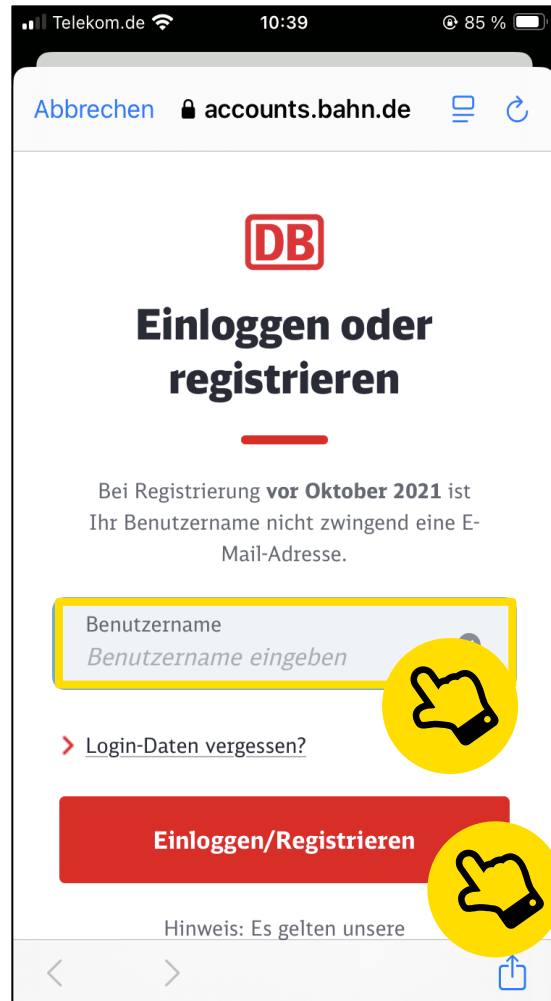 Telekom.de 10:39 85 %
Abbrechen accounts.bahn.de
DB
Einloggen oder
registrieren
Bei Registrierung vor Oktober 2021 ist
Ihr Benutzername nicht zwingend eine E-
Mail-Adresse.
Benutzername
Benutzername eingeben
Login-Daten vergessen?
Einloggen/Registrieren
Hinweis: Es gelten unsere